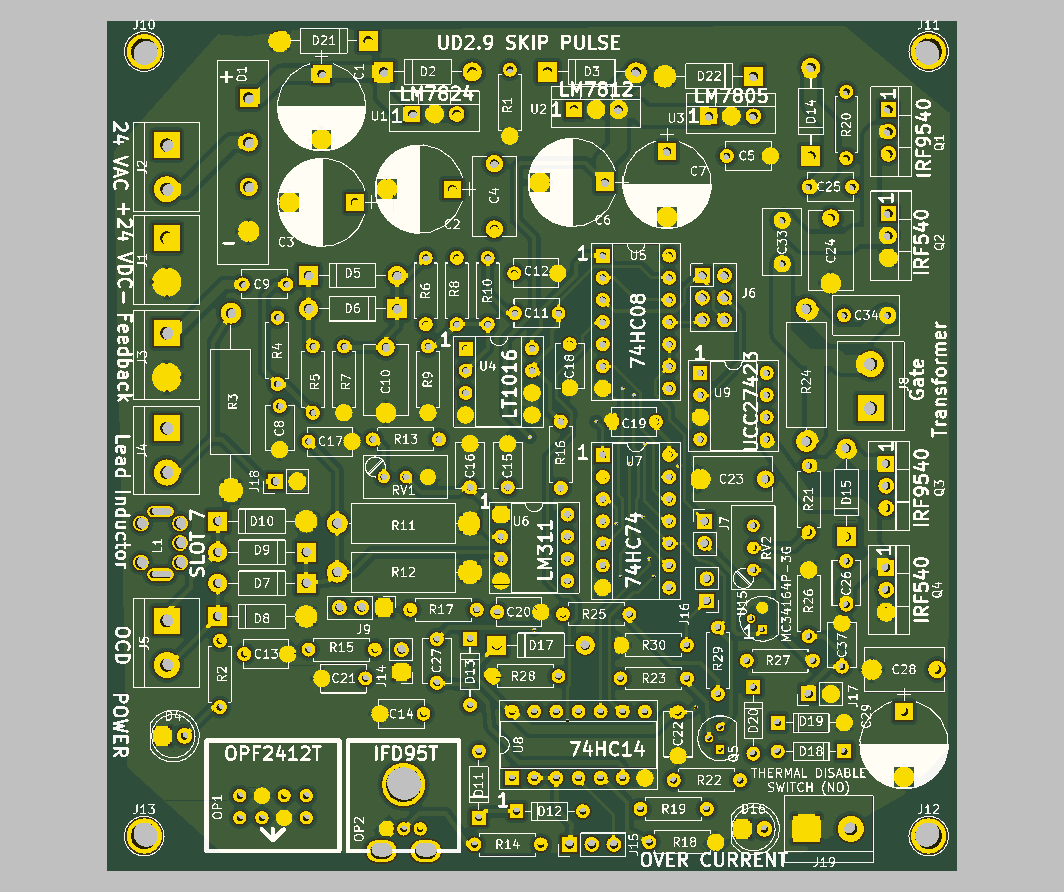 J10
J11
D21
UD2.9 SKIP PULSE
+
D1
C1
D2
D3
D22
LM7824
LM7812
LM7805
U1
1
R1
U2
1
U3
1
D14
R20
1
IRF9540
Q1
24 VAC
J2
C7
C5
C25
C4
C2
C3
C6
+24 VDC-
J1
-
C33
C24
1
IRF540
Q2
C9
D5
D6
R6
R8
R10
C12
C11
1
U5
74HC08
J6
C34
Feedback
J3
R3
R4
R5
R7
C10
R9
1
U4
LT1016
C18
1
U9
UCC27423
R24
J8
Gate
Transformer
C8
C17
R13
C16
C15
R16
C19
1
U7
74HC74
Lead Inductor
J4
J18
RV1
C23
R21
D15
1
IRF9540
Q3
L1
SLOT 7
D10
D9
D7
D8
R11
R12
1
U6
LM311
J7
RV2
MC34164P-3G
U15
1
J16
R26
C26
1
IRF540
Q4
OCD
J5
J9
R17
C20
R25
R2
C13
R15
C21
J14
C27
D13
D17
R28
R30
R23
R29
R27
C37
C28
J17
C14
POWER
D4
U8
74HC14
C22
Q5
D20
D19
D18
C29
OPF2412T
OP1
IFD95T
OP2
D11
1
D12
R22
THERMAL DISABLE
SWITCH (NO)
R19
R18
D16
J13
R14
J15
OVER CURRENT
J19
J12